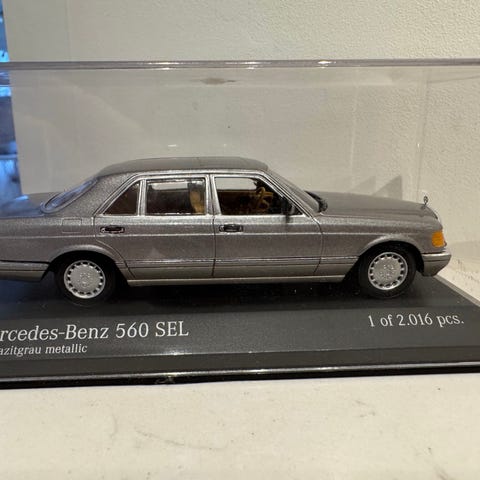 rcedes-Benz 560 SEL
azitgrau metallic
1 of 2.016 pcs.